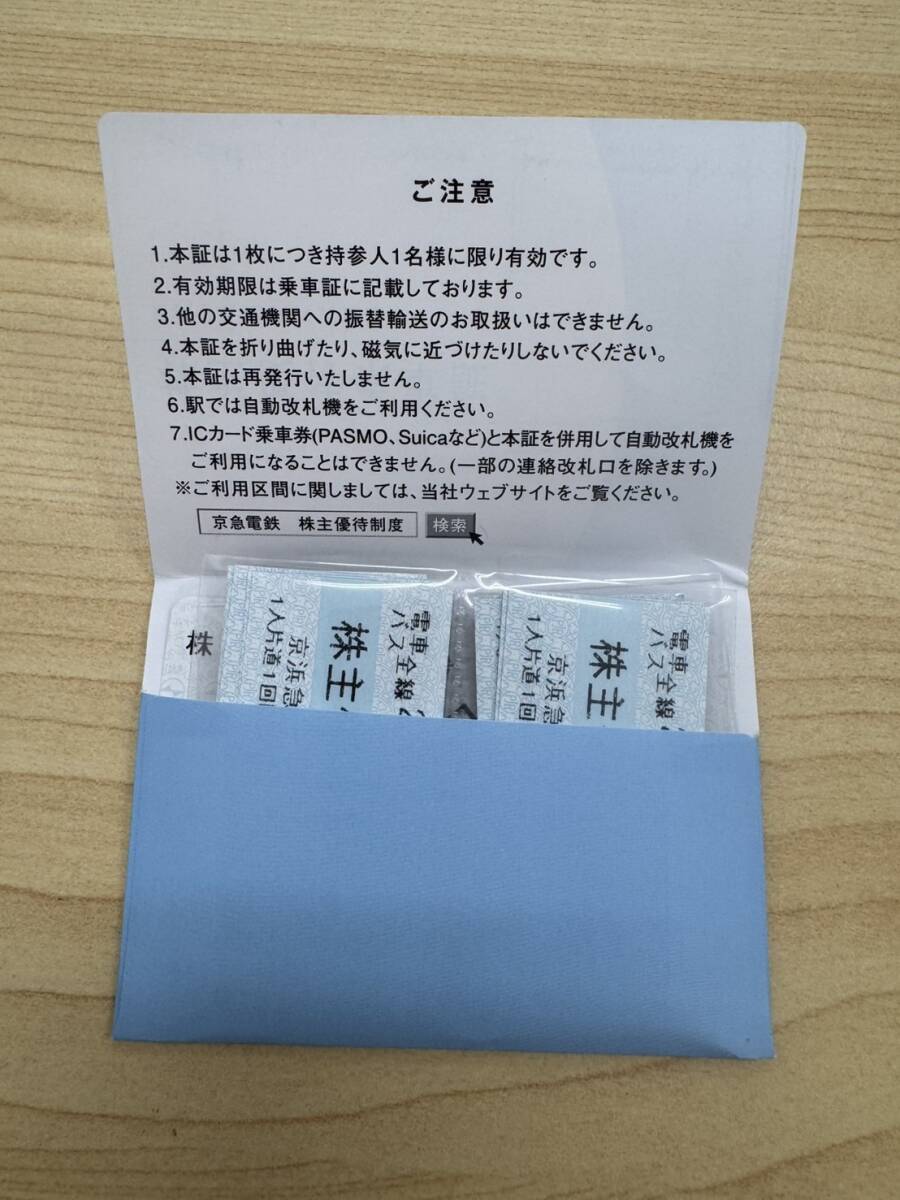 ご注意
1.本証は1枚につき持参人1名様に限り有効です。
2.有効期限は乗車証に記載しております。
3.他の交通機関への振替輸送のお取扱いはできません。
4.本証を折り曲げたり、磁気に近づけたりしないでください。
5.本証は再発行いたしません。
6.駅では自動改札機をご利用ください。
7.ICカード乗車券(PASMO、Suicaなど)と本証を併用して自動改札機を
ご利用になることはできません。(一部の連絡改札口を除きます。)
※ご利用区間に関しましては、当社ウェブサイトをご覧ください。
京急電鉄 株主優待制度 検索
株
電車全線
バス
株主
京浜急
1人片道1回
電車全線
バス
株主
京浜急
1人片道1回